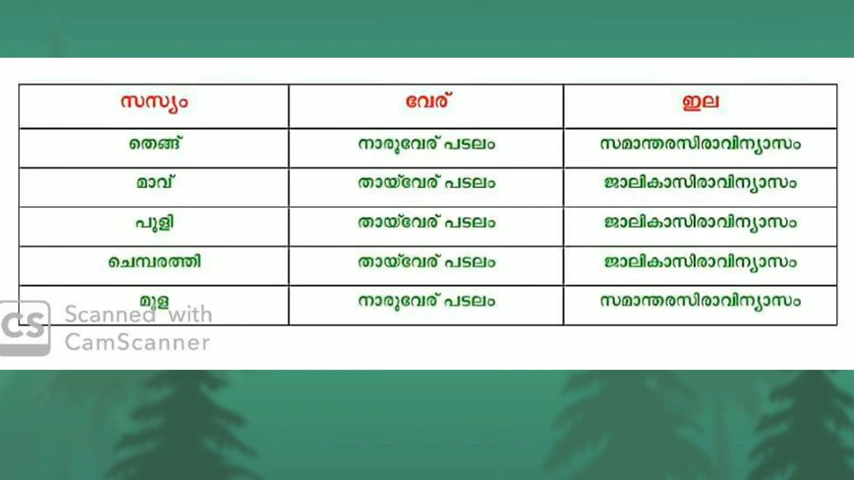 സസ്യം വേര് ഇല
തെങ്ങ് നാരുവേര് പടലം സമാന്തരസിരാവിന്യാസം
മാവ് തായ്‌വേര് പടലം ജാലികാസിരാവിന്യാസം
പുളി തായ്‌വേര് പടലം ജാലികാസിരാവിന്യാസം
ചെമ്പരത്തി തായ്‌വേര് പടലം ജാലികാസിരാവിന്യാസം
മുള നാരുവേര് പടലം സമാന്തരസിരാവിന്യാസം
CS Scanned with
CamScanner